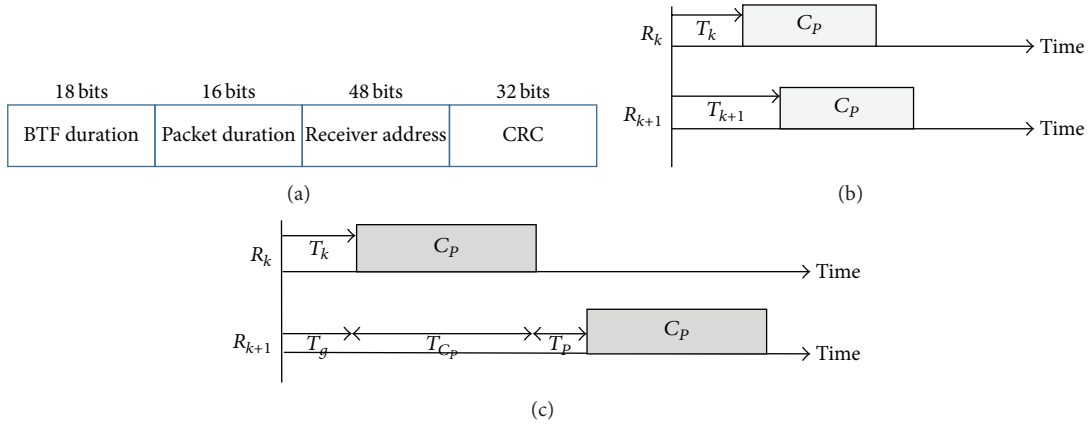 18 bits 16 bits 48 bits 32 bits
BTF duration Packet duration Receiver address CRC
(a)
R_k T_k C_P Time
R_{k+1} T_{k+1} C_P Time
(b)
R_k T_k C_P Time
R_{k+1} T_g T_{C_P} T_P C_P Time
(c)